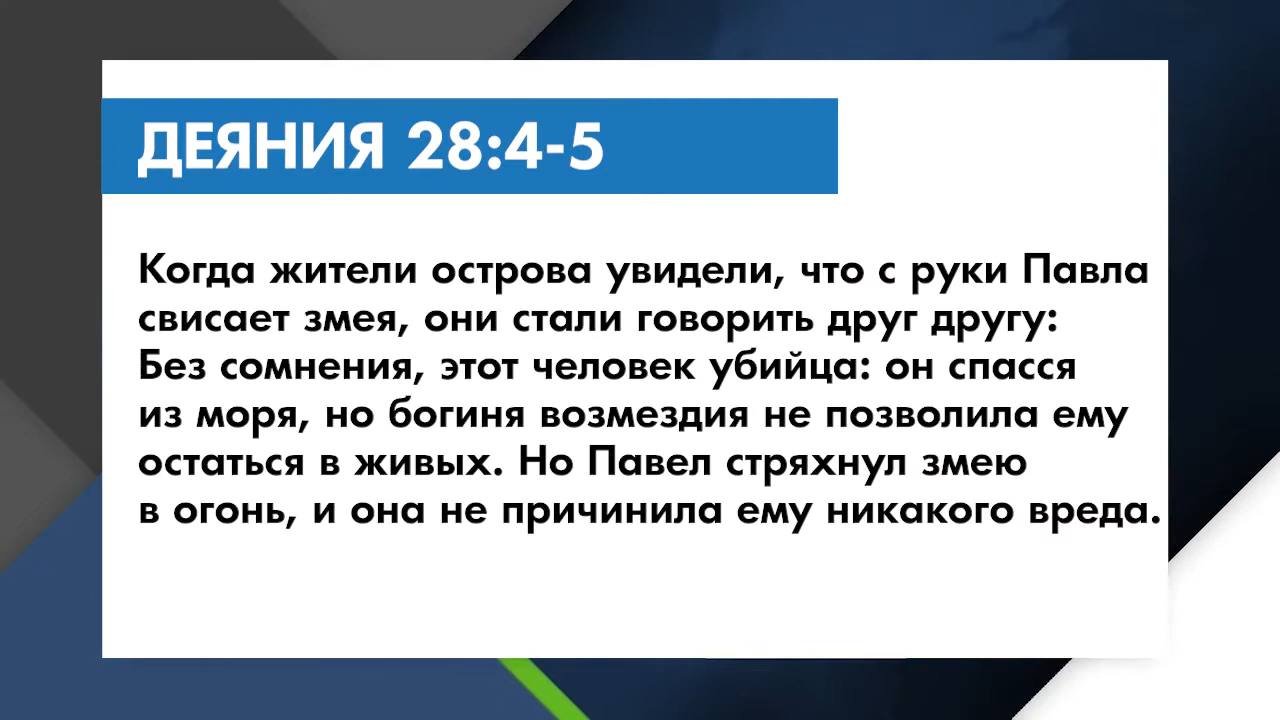 ДЕЯНИЯ 28:4-5
Когда жители острова увидели, что с руки Павла
свисает змея, они стали говорить друг другу:
Без сомнения, этот человек убийца: он спасся
из моря, но богиня возмездия не позволила ему
остаться в живых. Но Павел стряхнул змею
в огонь, и она не причинила ему никакого вреда.